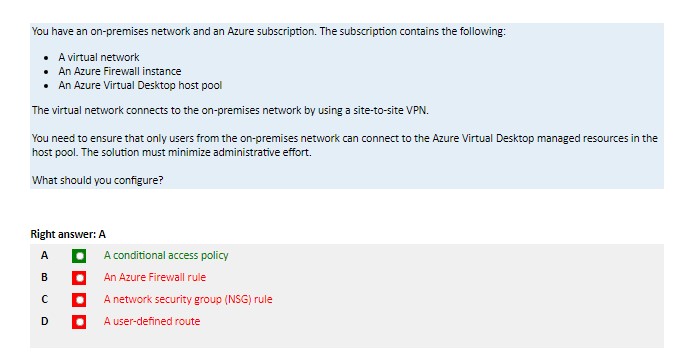 You have an on-premises network and an Azure subscription. The subscription contains the following:
• A virtual network
• An Azure Firewall instance
• An Azure Virtual Desktop host pool
The virtual network connects to the on-premises network by using a site-to-site VPN.
You need to ensure that only users from the on-premises network can connect to the Azure Virtual Desktop managed resources in the
host pool. The solution must minimize administrative effort.
What should you configure?
Right answer: A
A A conditional access policy
B An Azure Firewall rule
C A network security group (NSG) rule
D A user-defined route